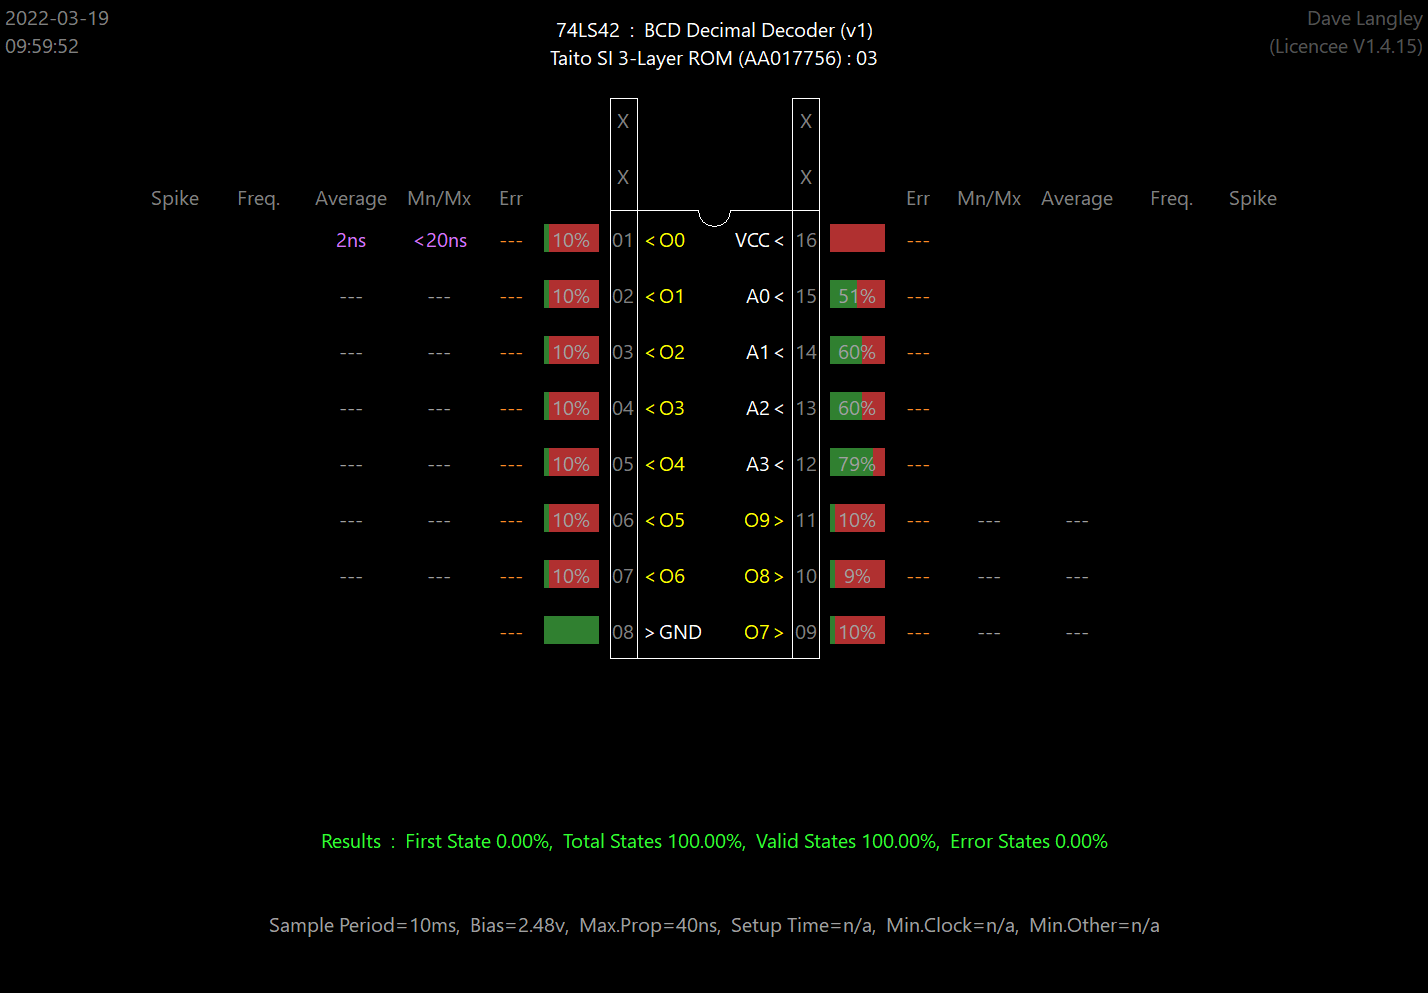 2022-03-19
09:59:52
74LS42 : BCD Decimal Decoder (v1)
Taito SI 3-Layer ROM (AA017756) : 03
Dave Langley
(Licencee V1.4.15)
X X
X X
Spike Freq. Average Mn/Mx Err Err Mn/Mx Average Freq. Spike
2ns <20ns --- 10% 01 <O0 VCC< 16 ---
--- --- --- 10% 02 <O1 A0< 15 51% ---
--- --- --- 10% 03 <O2 A1< 14 60% ---
--- --- --- 10% 04 <O3 A2< 13 60% ---
--- --- --- 10% 05 <O4 A3< 12 79% ---
--- --- --- 10% 06 <O5 O9> 11 10% --- --- ---
--- --- --- 10% 07 <O6 O8> 10 9% --- --- ---
--- 08 >GND O7> 09 10% --- --- ---
Results : First State 0.00%, Total States 100.00%, Valid States 100.00%, Error States 0.00%
Sample Period=10ms, Bias=2.48v, Max.Prop=40ns, Setup Time=n/a, Min.Clock=n/a, Min.Other=n/a